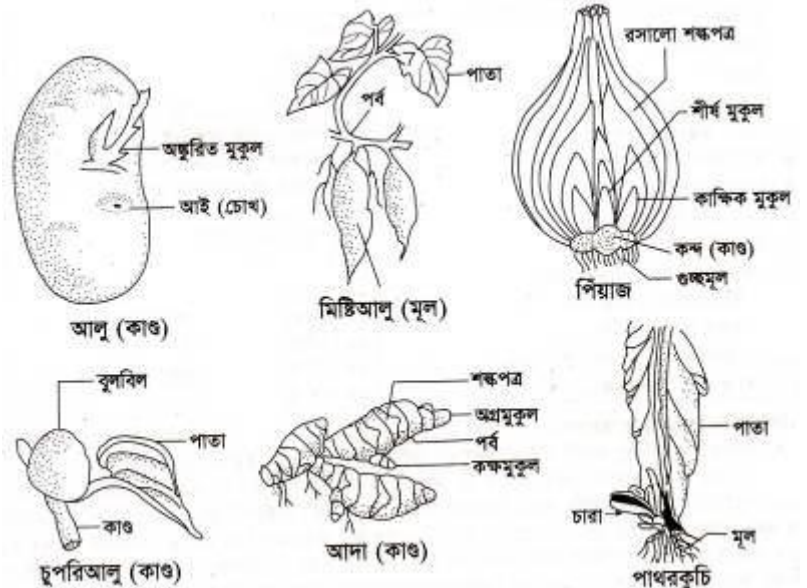 অঙ্কুরিত মুকুল
আই (চোখ)
আলু (কাণ্ড)
পাতা
পর্ব
মিষ্টিআলু (মূল)
রসালো শল্কপত্র
শীর্ষ মুকুল
কাক্ষিক মুকুল
কন্দ (কাণ্ড)
গুচ্ছমূল
পিঁয়াজ
বুলবিল
পাতা
কাণ্ড
চুপরিআলু (কাণ্ড)
শল্কপত্র
অগ্রমুকুল
পর্ব
কক্ষমুকুল
আদা (কাণ্ড)
পাতা
চারা
মূল
পাথরকুচি